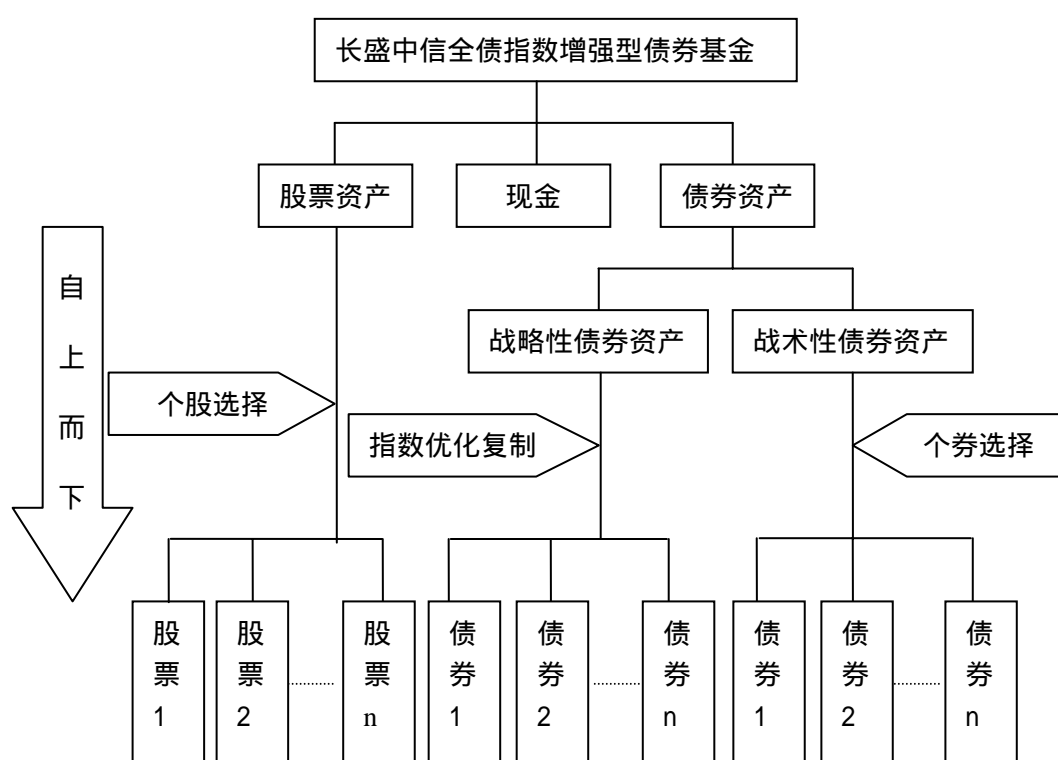 长盛中信全债指数增强型债券基金
股票资产
现金
债券资产
自上而下
战略性债券资产
战术性债券资产
个股选择
指数优化复制
个券选择
股票1
股票2
股票n
债券1
债券2
债券n
债券1
债券2
债券n